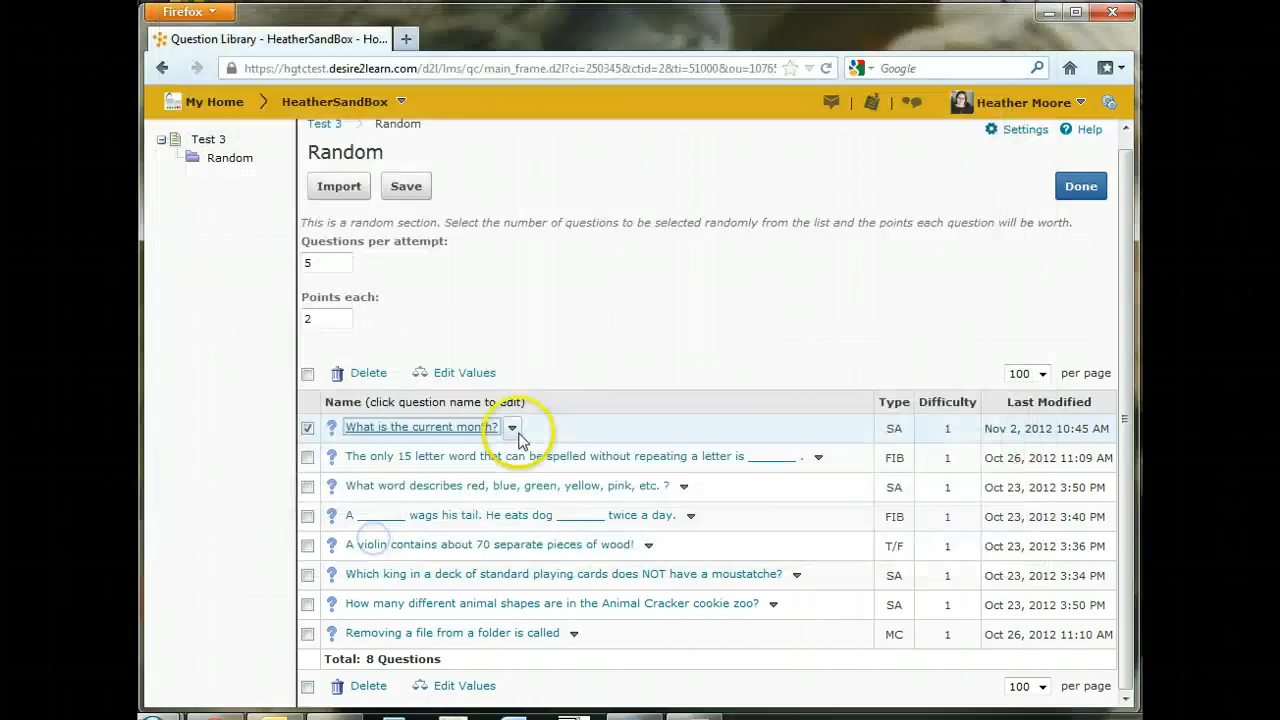 Firefox
Question Library - HeatherSandBox - Ho...
https://hgtctest.desire2learn.com/d2l/lms/qc/main_frame.d2l?ci=250345&ctid=2&ti=51000&ou=1076
Google
My Home HeatherSandBox Heather Moore
Test 3
Random
Test 3 Random
Settings Help
Random
Import Save Done
This is a random section. Select the number of questions to be selected randomly from the list and the points each question will be worth.
Questions per attempt:
5
Points each:
2
Delete Edit Values 100 per page
Name (click question name to edit) Type Difficulty Last Modified
What is the current month? SA 1 Nov 2, 2012 10:45 AM
The only 15 letter word that can be spelled without repeating a letter is _______ . FIB 1 Oct 26, 2012 11:09 AM
What word describes red, blue, green, yellow, pink, etc. ? SA 1 Oct 23, 2012 3:50 PM
A _______ wags his tail. He eats dog _______ twice a day. FIB 1 Oct 23, 2012 3:40 PM
A violin contains about 70 separate pieces of wood! T/F 1 Oct 23, 2012 3:36 PM
Which king in a deck of standard playing cards does NOT have a moustatche? SA 1 Oct 23, 2012 3:34 PM
How many different animal shapes are in the Animal Cracker cookie zoo? SA 1 Oct 23, 2012 3:50 PM
Removing a file from a folder is called MC 1 Oct 26, 2012 11:10 AM
Total: 8 Questions
Delete Edit Values 100 per page